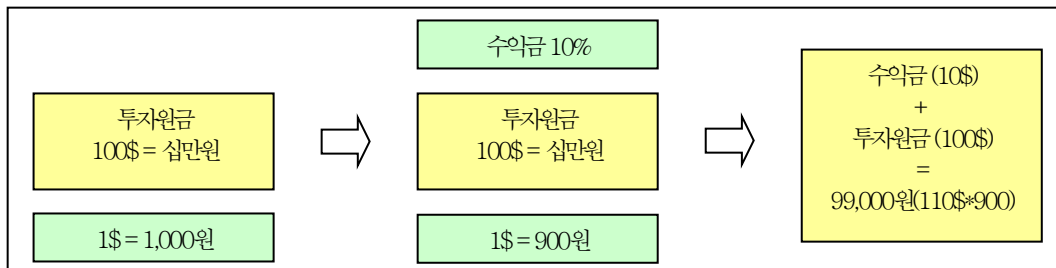 투자원금
100$ = 십만원
1$ = 1,000원
수익금 10%
투자원금
100$ = 십만원
1$ = 900원
수익금 (10$)
+
투자원금 (100$)
=
99,000원(110$*900)